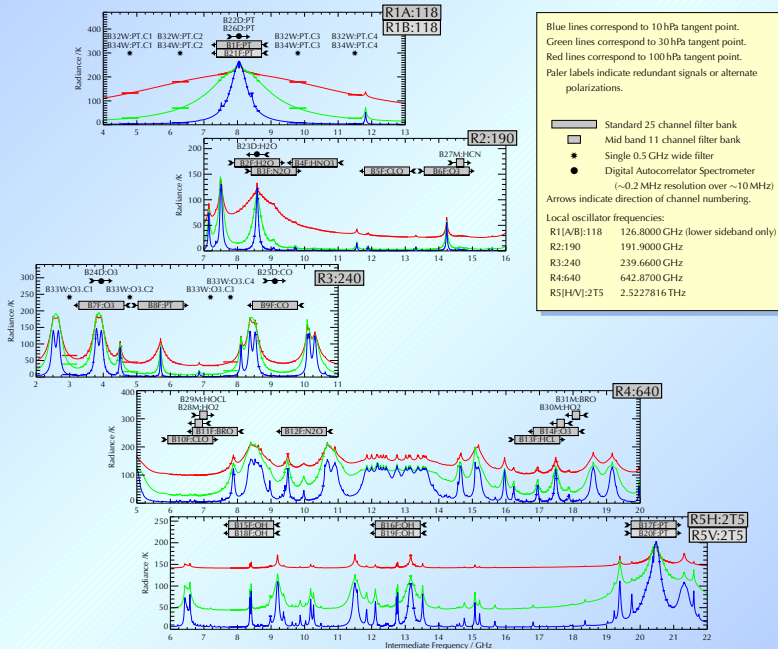 R1A:118
R1B:118
B22D:PT
B26D:PT
B32W:PT.C1 B32W:PT.C2 B32W:PT.C3 B32W:PT.C4
B34W:PT.C1 B34W:PT.C2 B34W:PT.C3 B34W:PT.C4
B1F:PT
B21F:PT
Radiance /K
400
300
200
100
0
4 5 6 7 8 9 10 11 12 13
Blue lines correspond to 10 hPa tangent point.
Green lines correspond to 30 hPa tangent point.
Red lines correspond to 100 hPa tangent point.
Paler labels indicate redundant signals or alternate
polarizations.
Standard 25 channel filter bank
Mid band 11 channel filter bank
Single 0.5 GHz wide filter
Digital Autocorrelator Spectrometer
(~0.2 MHz resolution over ~10 MHz)
Arrows indicate direction of channel numbering.
Local oscillator frequencies:
R1[A/B]:118 126.8000 GHz (lower sideband only)
R2:190 191.9000 GHz
R3:240 239.6600 GHz
R4:640 642.8700 GHz
R5[H/V]:2T5 2.5227816 THz
R2:190
B23D:H2O
B27M:HCN
B2F:H2O B4F:HNO3
B3F:N2O B5F:CLO B6F:O3
Radiance /K
200
150
100
50
0
7 8 9 10 11 12 13 14 15 16
R3:240
B24D:O3 B25D:CO
B33W:O3.C4
B33W:O3.C1 B33W:O3.C2 B33W:O3.C3
B7F:O3 B8F:PT B9F:CO
Radiance /K
300
250
200
150
100
50
0
2 3 4 5 6 7 8 9 10 11
R4:640
B29M:HOCL B31M:BRO
B28M:HO2 B30M:HO2
B11F:BRO B12F:N2O B14F:O3
B10F:CLO B13F:HCL
Radiance /K
400
300
200
100
0
5 6 7 8 9 10 11 12 13 14 15 16 17 18 19 20
R5H:2T5
R5V:2T5
B15F:OH B16F:OH B17F:PT
B18F:OH B19F:OH B20F:PT
Radiance /K
250
200
150
100
50
0
6 7 8 9 10 11 12 13 14 15 16 17 18 19 20 21 22
Intermediate Frequency / GHz